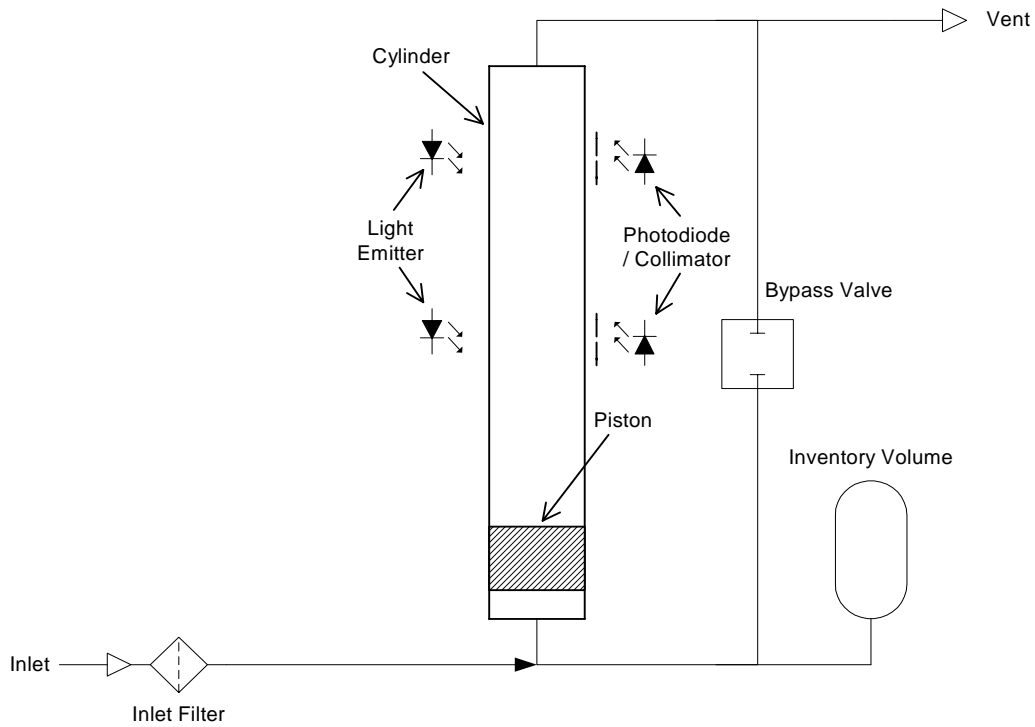 Vent
Cylinder
Light
Emitter
Photodiode
/ Collimator
Bypass Valve
Piston
Inventory Volume
Inlet
Inlet Filter